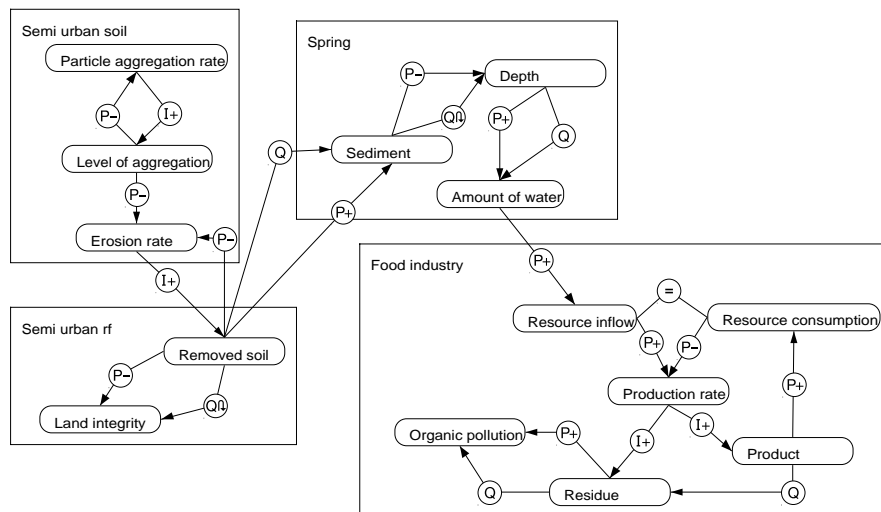 Semi urban soil
Particle aggregation rate
P− I+
Level of aggregation
P−
Erosion rate
P−
I+
Semi urban rf
Removed soil
P−
Land integrity
Q
Spring
P−
Depth
Q
P+
Q
Q
Sediment
Amount of water
P+
P+
Food industry
=
Resource inflow
Resource consumption
P+ P−
Production rate
P+
Organic pollution
P+
I+
I+
Product
Q
Residue
Q